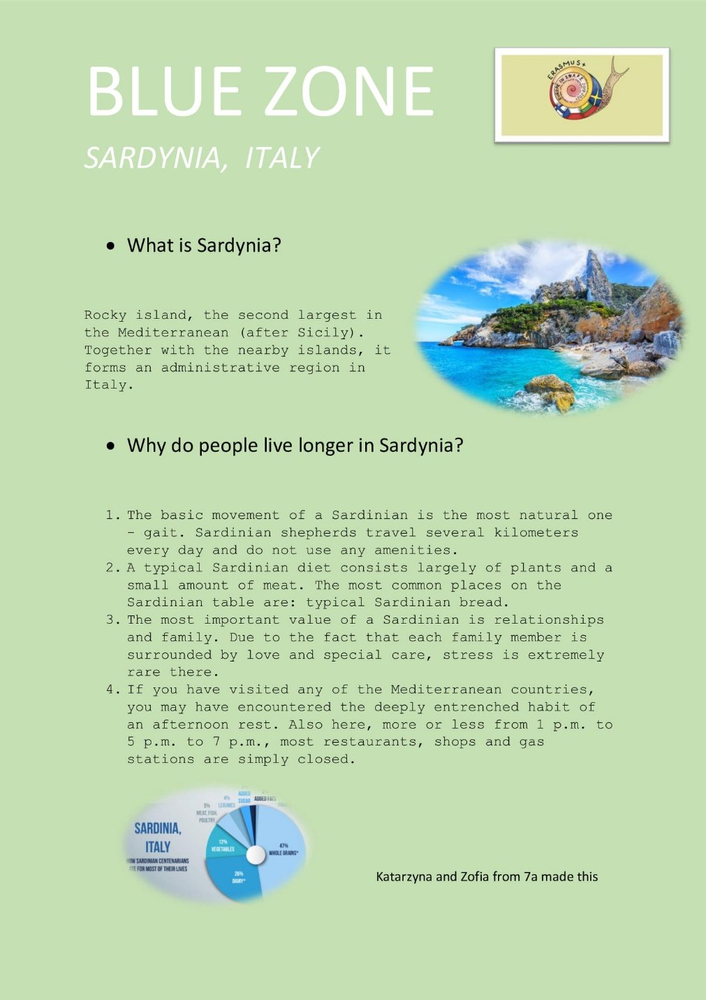 BLUE ZONE
ERASMUS+
SARDYNIA, ITALY
• What is Sardynia?
Rocky island, the second largest in
the Mediterranean (after Sicily).
Together with the nearby islands, it
forms an administrative region in
Italy.
• Why do people live longer in Sardynia?
1. The basic movement of a Sardinian is the most natural one
- gait. Sardinian shepherds travel several kilometers
every day and do not use any amenities.
2. A typical Sardinian diet consists largely of plants and a
small amount of meat. The most common places on the
Sardinian table are: typical Sardinian bread.
3. The most important value of a Sardinian is relationships
and family. Due to the fact that each family member is
surrounded by love and special care, stress is extremely
rare there.
4. If you have visited any of the Mediterranean countries,
you may have encountered the deeply entrenched habit of
an afternoon rest. Also here, more or less from 1 p.m. to
5 p.m. to 7 p.m., most restaurants, shops and gas
stations are simply closed.
SARDINIA,
ITALY
SARDINIAN CENTENARIANS
FOR MOST OF THEIR LIVES
5%
MEAT, FISH,
POULTRY
4%
LEGUMES
ADDED
SUGAR
ADDED FATS
12%
VEGETABLES
47%
WHOLE GRAINS*
26%
DAIRY*
Katarzyna and Zofia from 7a made this